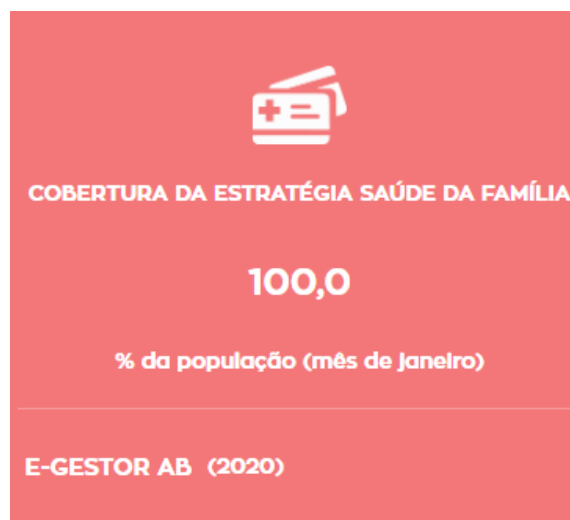 COBERTURA DA ESTRATÉGIA SAÚDE DA FAMÍLIA
100,0
% da população (mês de janeiro)
E-GESTOR AB (2020)